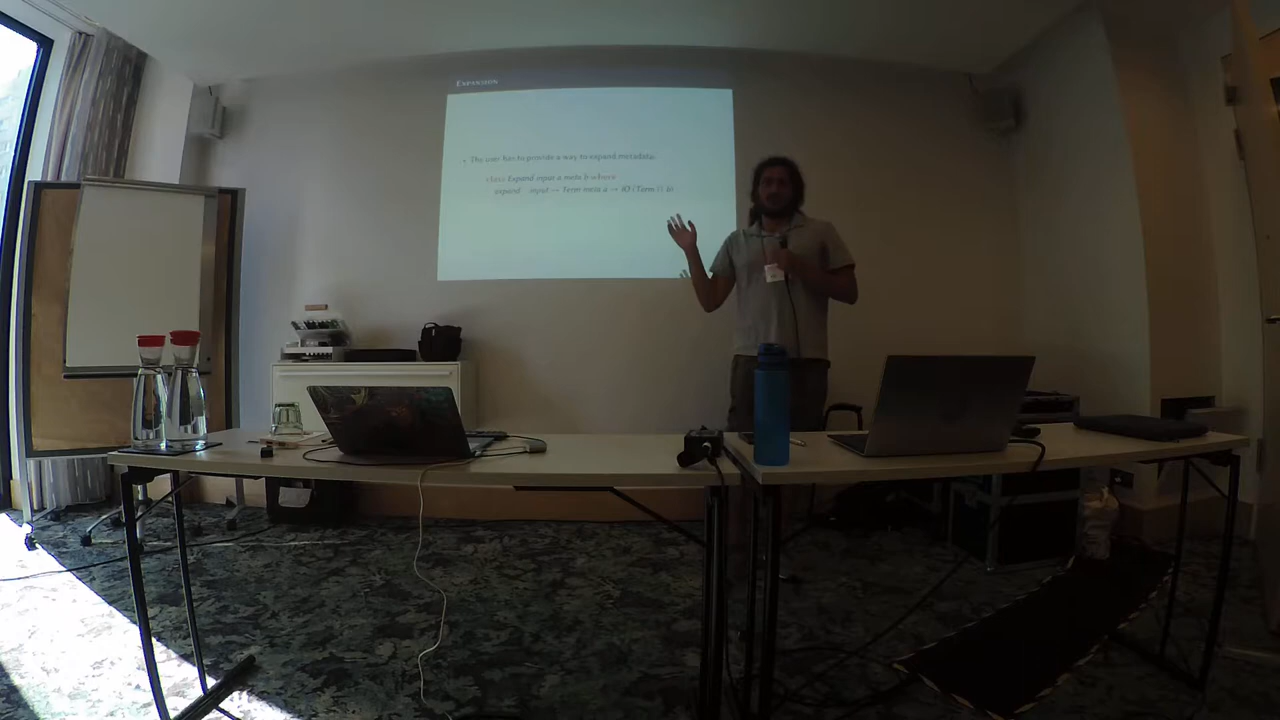 EXPANSION
• The user has to provide a way to expand metadata:
class Expand input a meta b where
expand : input → Term meta a → IO (Term () b)